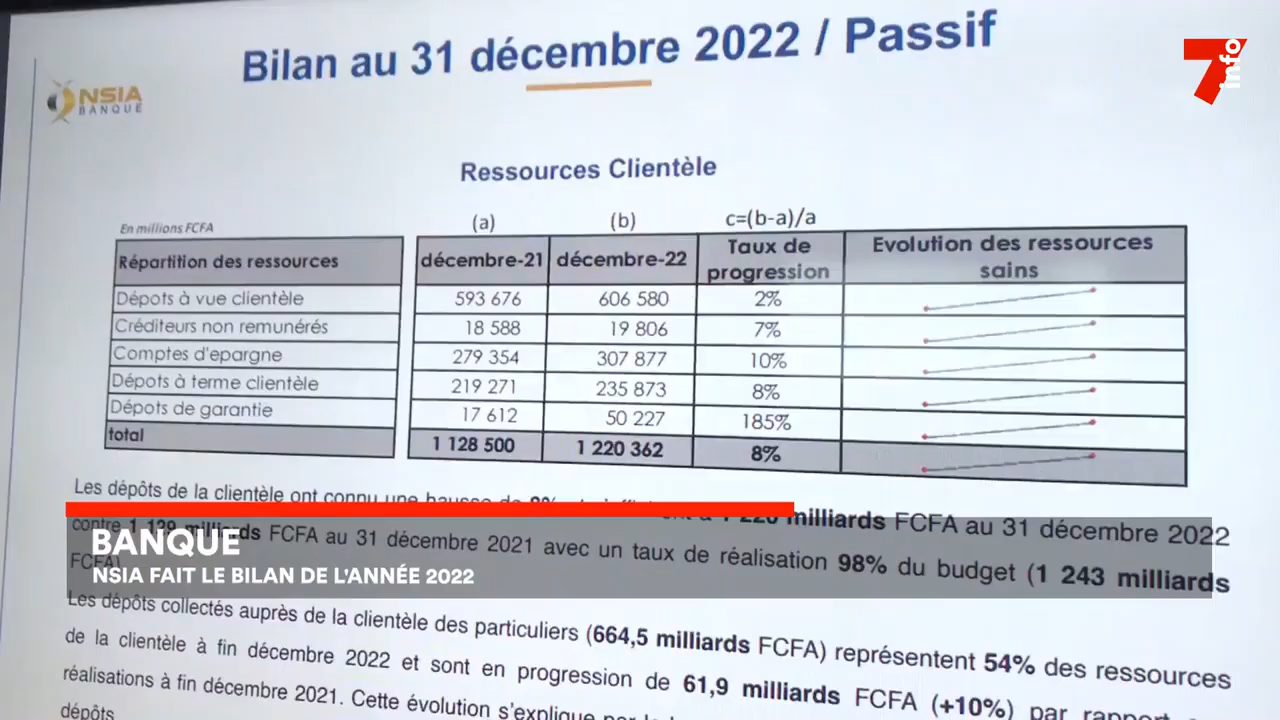 Bilan au 31 décembre 2022 / Passif
7 info
NSIA
BANQUE
Ressources Clientèle
En millions FCFA (a) (b) c=(b-a)/a
Répartition des ressources décembre-21 décembre-22 Taux de progression Evolution des ressources sains
Dépots à vue clientèle 593 676 606 580 2%
Créditeurs non remunérés 18 588 19 806 7%
Comptes d'epargne 279 354 307 877 10%
Dépots à terme clientèle 219 271 235 873 8%
Dépots de garantie 17 612 50 227 185%
total 1 128 500 1 220 362 8%
Les dépôts de la clientèle ont connu une hausse de milliards FCFA au 31 décembre 2022
contre 1 129 milliards FCFA au 31 décembre 2021 avec un taux de réalisation 98% du budget (1 243 milliards
FCFA)
BANQUE
NSIA FAIT LE BILAN DE L'ANNÉE 2022
Les dépôts collectés auprès de la clientèle des particuliers (664,5 milliards FCFA) représentent 54% des ressources
de la clientèle à fin décembre 2022 et sont en progression de 61,9 milliards FCFA (+10%) par rapport
réalisations à fin décembre 2021. Cette évolution s'explique par
dépôts